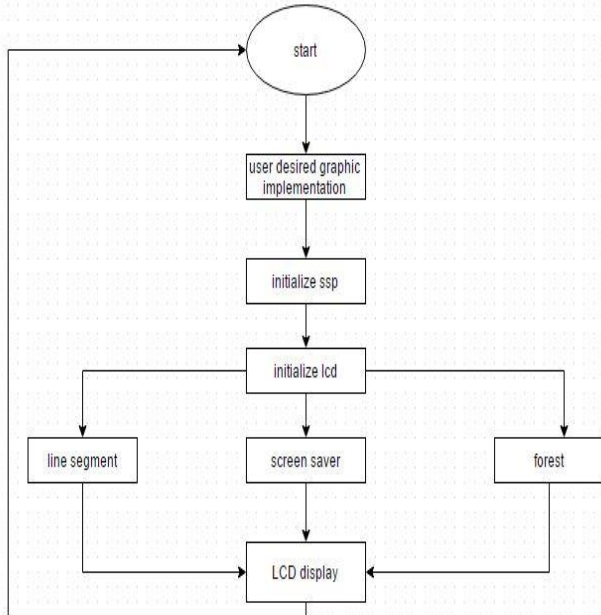 start
user desired graphic
implementation
initialize ssp
initialize lcd
line segment
screen saver
forest
LCD display